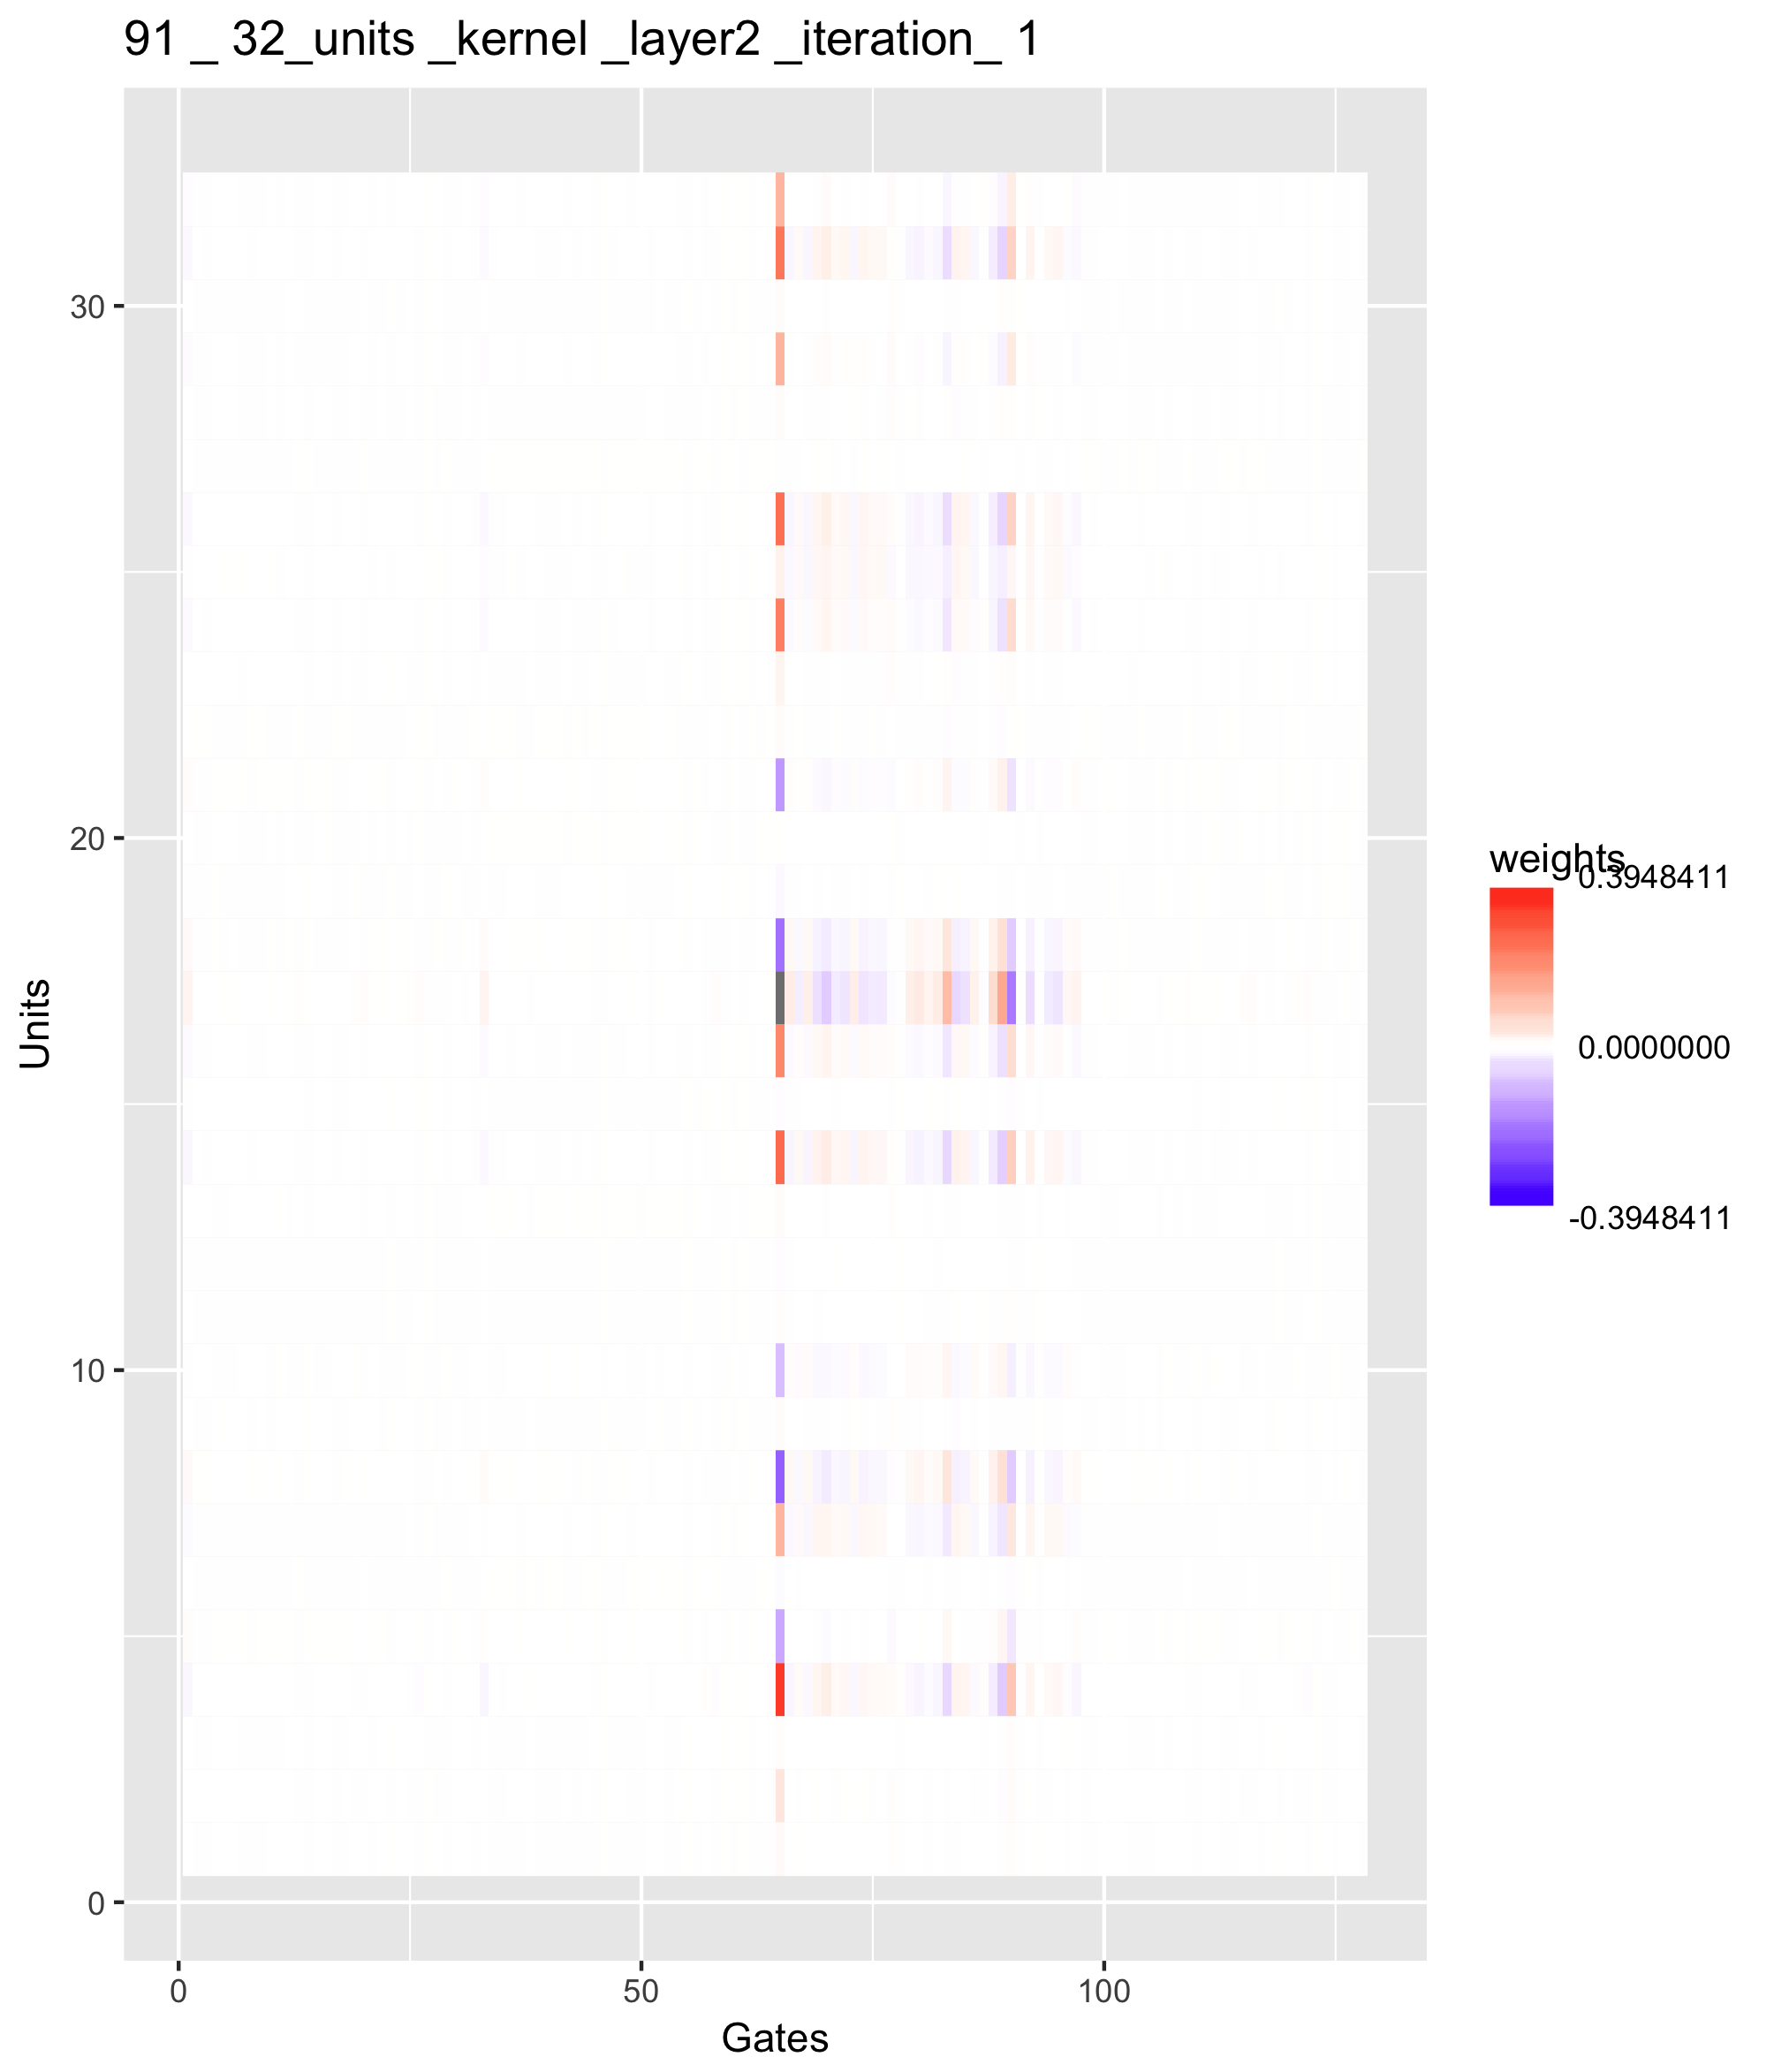 91 _ 32_units _kernel _layer2 _iteration_ 1
30
20
10
0
Units
0 50 100
Gates
weights
0.3948411
0.0000000
-0.3948411